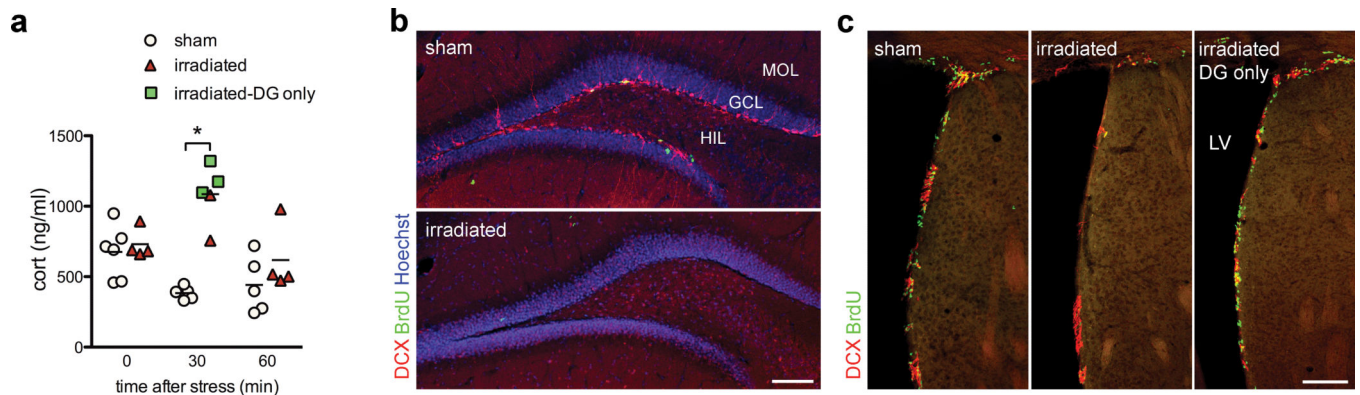 a
sham
irradiated
irradiated-DG only
*
1500
1000
500
0
cort (ng/ml)
0 30 60
time after stress (min)
b
sham
MOL
GCL
HIL
irradiated
DCX BrdU Hoechst
c
sham
irradiated
irradiated
DG only
LV
DCX BrdU